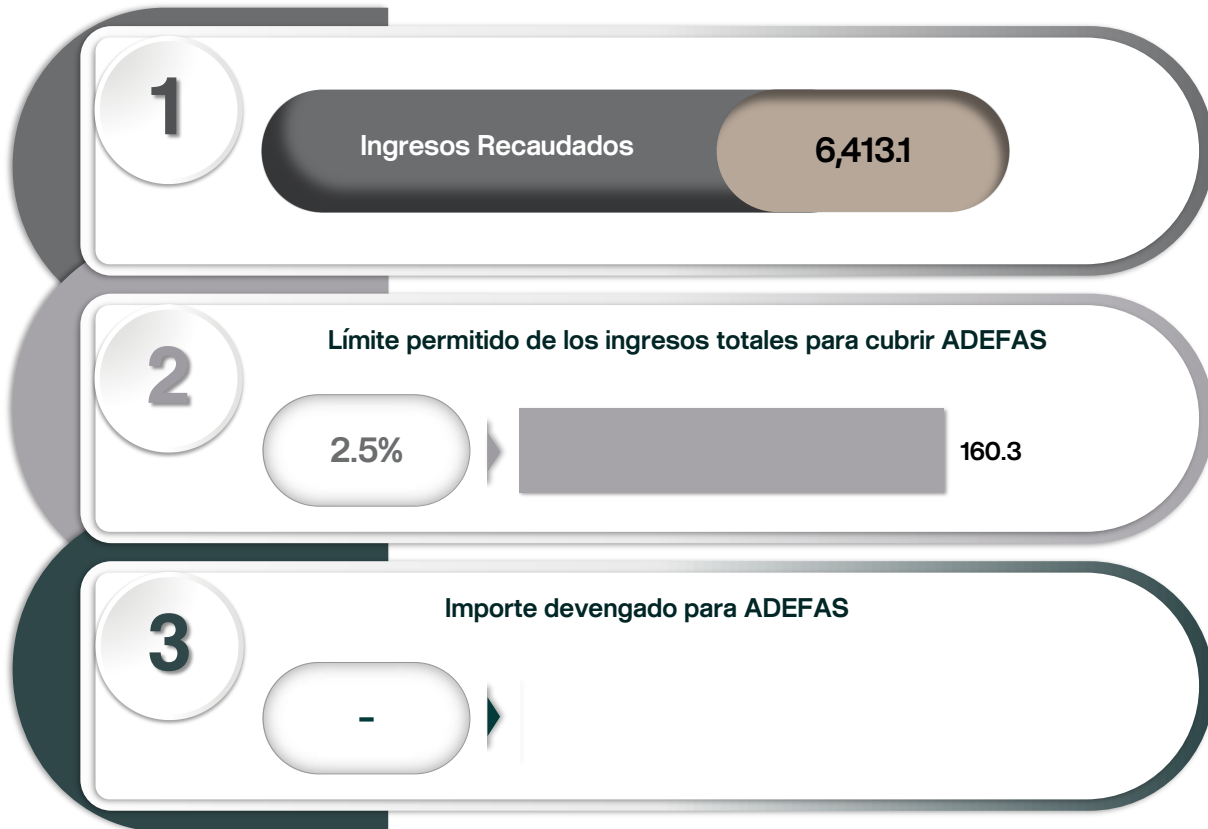 1
Ingresos Recaudados
6,413.1
2
Límite permitido de los ingresos totales para cubrir ADEFAS
2.5%
160.3
3
Importe devengado para ADEFAS
-